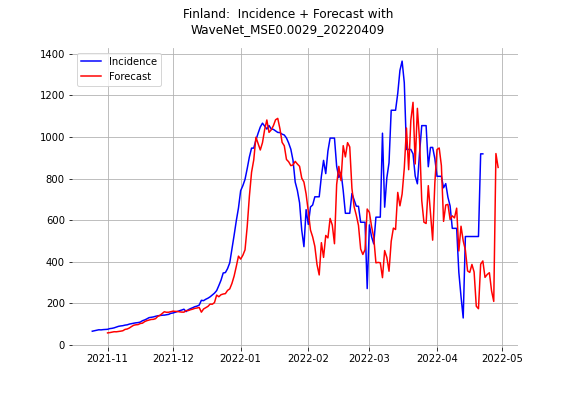 Finland:  Incidence + Forecast with
WaveNet_MSE0.0029_20220409
1400
1200
1000
800
600
400
200
0
Incidence
Forecast
2021-11 2021-12 2022-01 2022-02 2022-03 2022-04 2022-05